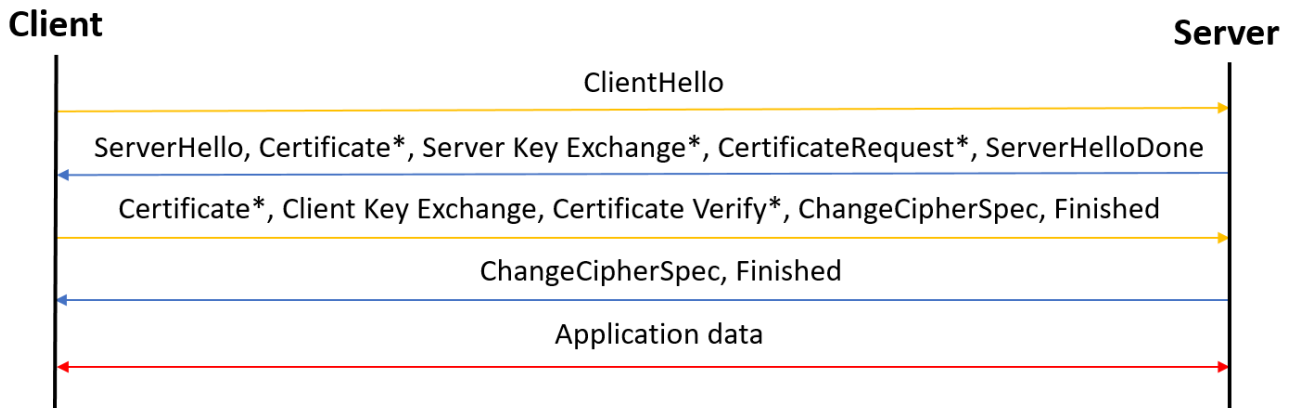 Client
Server
ClientHello
ServerHello, Certificate*, Server Key Exchange*, CertificateRequest*, ServerHelloDone
Certificate*, Client Key Exchange, Certificate Verify*, ChangeCipherSpec, Finished
ChangeCipherSpec, Finished
Application data